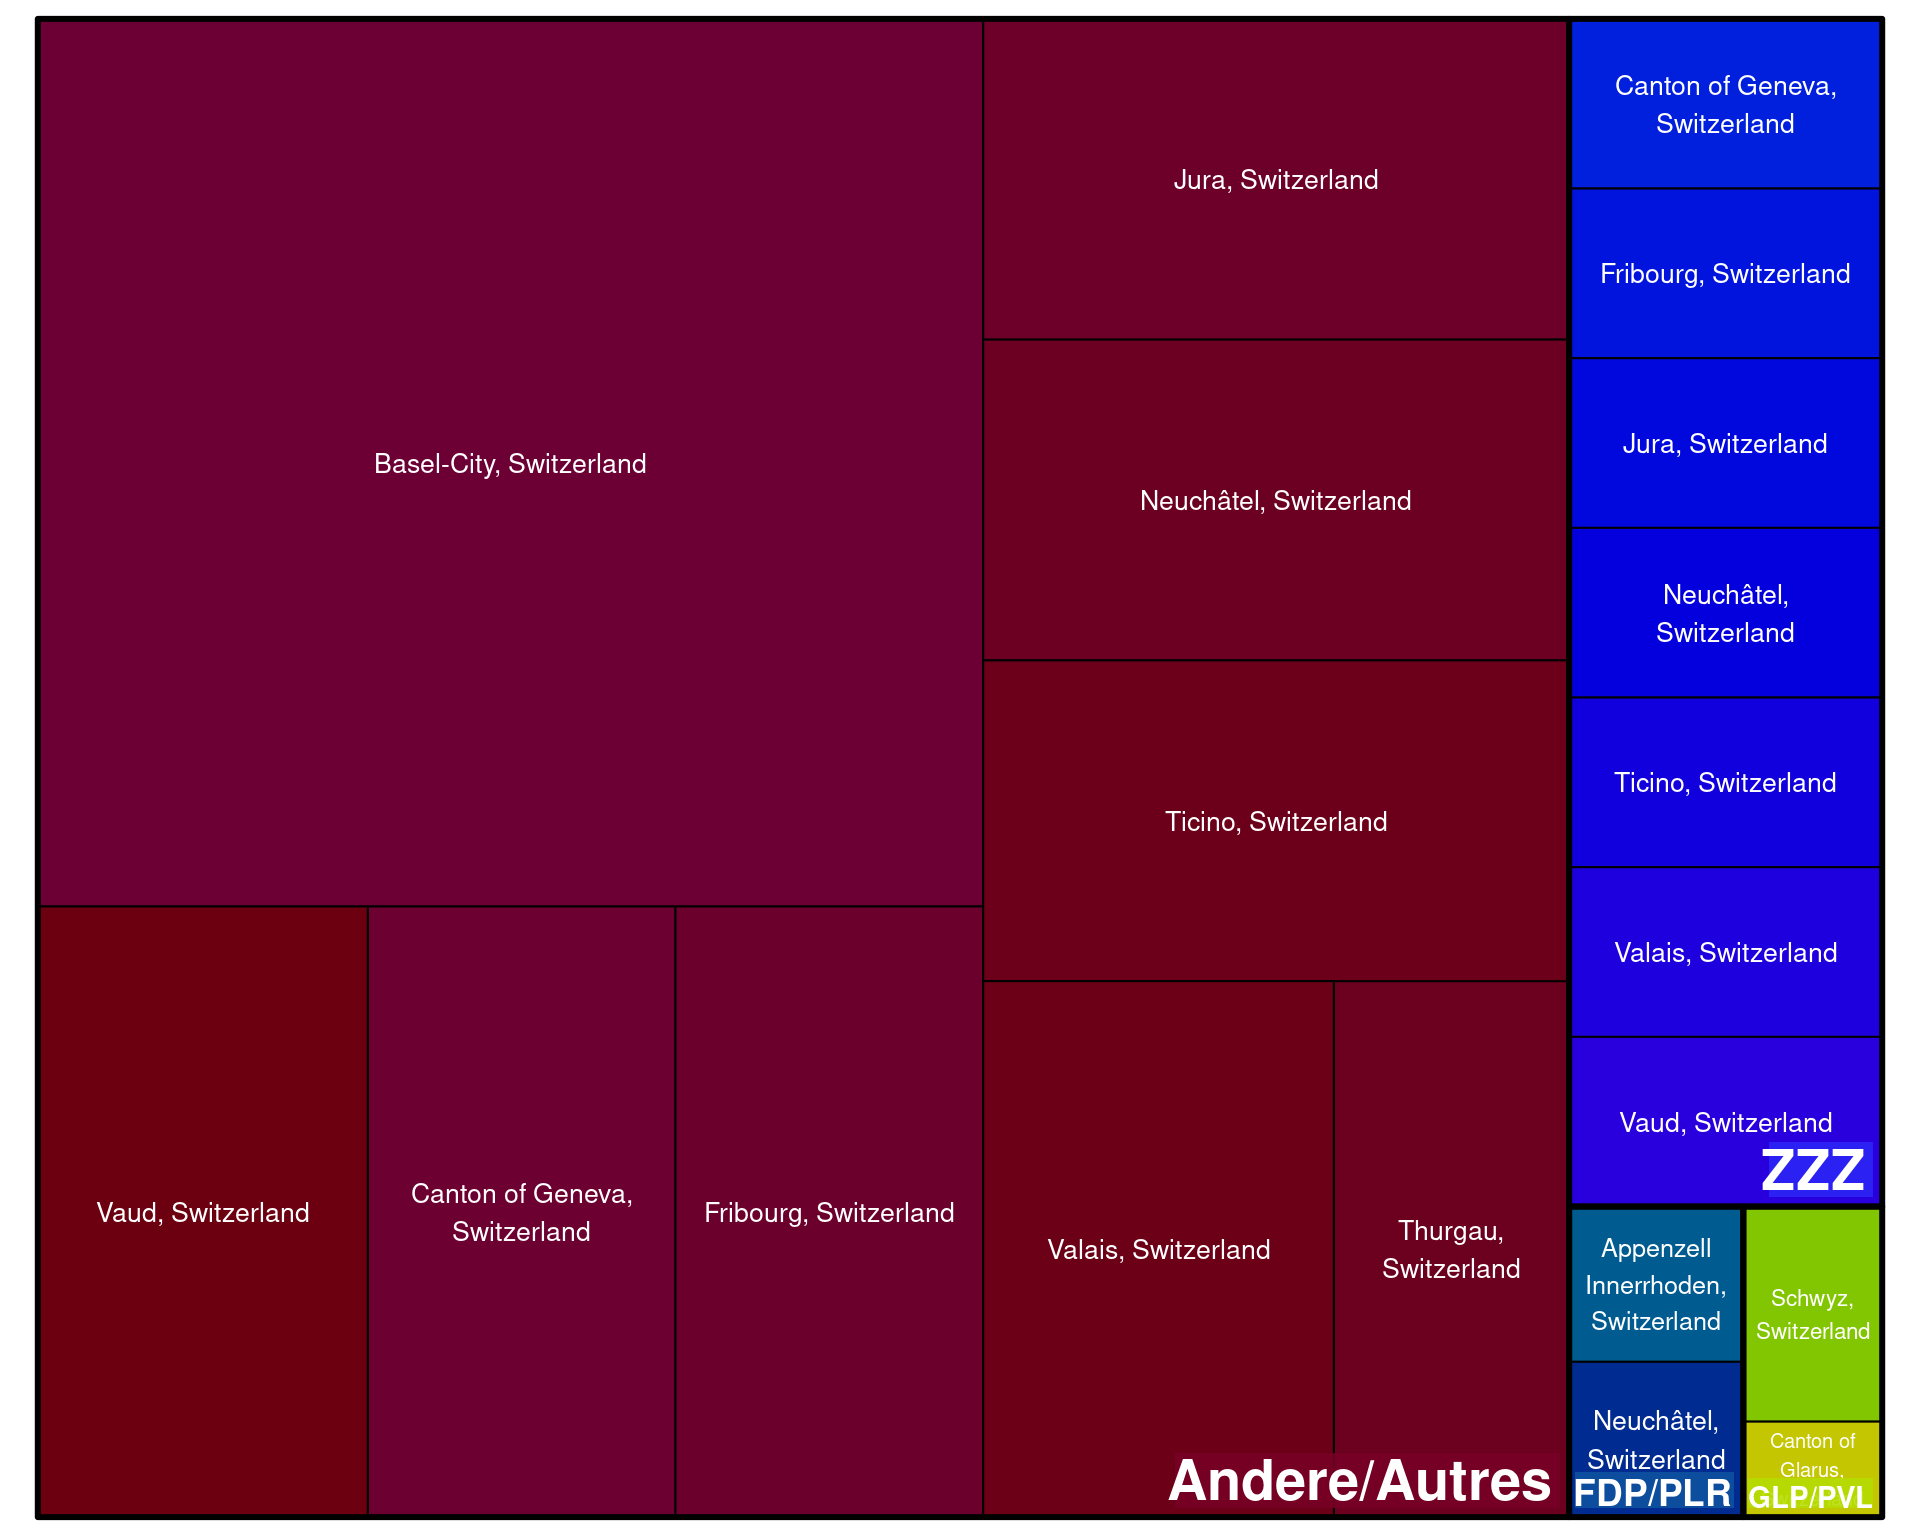 Basel-City, Switzerland
Vaud, Switzerland
Canton of Geneva,
Switzerland
Fribourg, Switzerland
Jura, Switzerland
Neuchâtel, Switzerland
Ticino, Switzerland
Valais, Switzerland
Thurgau,
Switzerland
Andere/Autres
Canton of Geneva,
Switzerland
Fribourg, Switzerland
Jura, Switzerland
Neuchâtel,
Switzerland
Ticino, Switzerland
Valais, Switzerland
Vaud, Switzerland
ZZZ
Appenzell
Innerrhoden,
Switzerland
Neuchâtel,
Switzerland
FDP/PLR
Schwyz,
Switzerland
Canton of
Glarus,
GLP/PVL